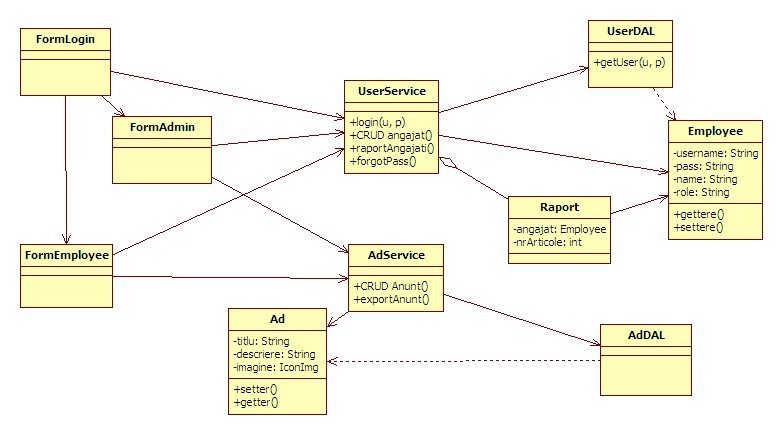 FormLogin
FormAdmin
FormEmployee
UserService
+login(u, p)
+CRUD angajat()
+raportAngajati()
+forgotPass()
UserDAL
+getUser(u, p)
Employee
-username: String
-pass: String
-name: String
-role: String
+gettere()
+settere()
Raport
-angajat: Employee
-nrArticole: int
AdService
+CRUD Anunt()
+exportAnunt()
Ad
-titlu: String
-descriere: String
-imagine: IconImg
+setter()
+getter()
AdDAL